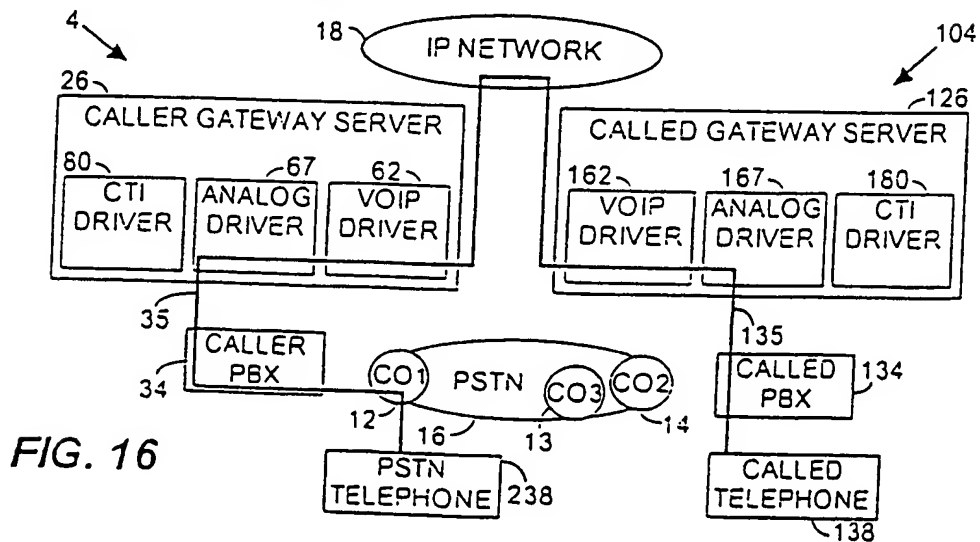 4
18
IP NETWORK
104
26
126
CALLER GATEWAY SERVER
CALLED GATEWAY SERVER
80
67
62
162
167
180
CTI
DRIVER
ANALOG
DRIVER
VOIP
DRIVER
VOIP
DRIVER
ANALOG
DRIVER
CTI
DRIVER
35
135
CALLER
PBX
34
CO1
PSTN
CO3
CO2
CALLED
PBX
134
12
16
13
14
FIG. 16
PSTN
TELEPHONE
238
CALLED
TELEPHONE
138